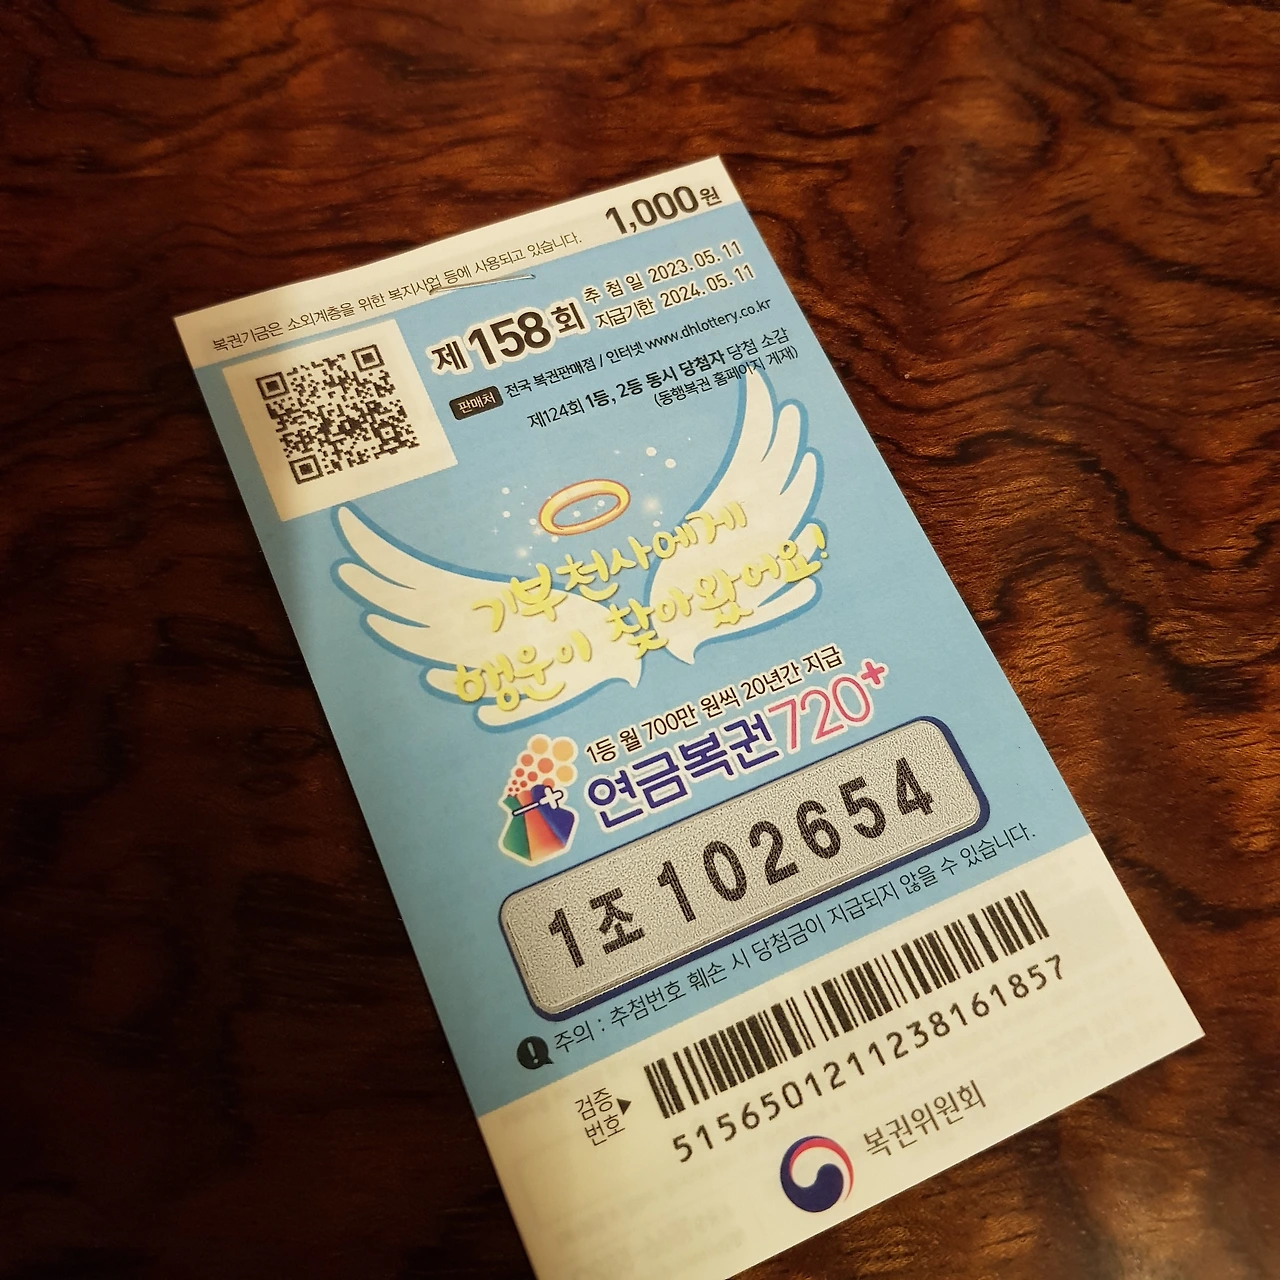 1,000원
복권기금은 소외계층을 위한 복지사업 등에 사용되고 있습니다.
제158회
추 첨 일 2023. 05. 11
지급기한 2024. 05. 11
판매처 전국 복권판매점 / 인터넷 www.dhlottery.co.kr
제124회 1등, 2등 동시 당첨자 당첨 소감
(동행복권 홈페이지 게재)
기부천사에게
행운이 찾아왔어요!
1등 월 700만 원씩 20년간 지급
연금복권720+
1조 102654
! 주의 : 추첨번호 훼손 시 당첨금이 지급되지 않을 수 있습니다.
검증
번호
51565012112381​61857
복권위원회